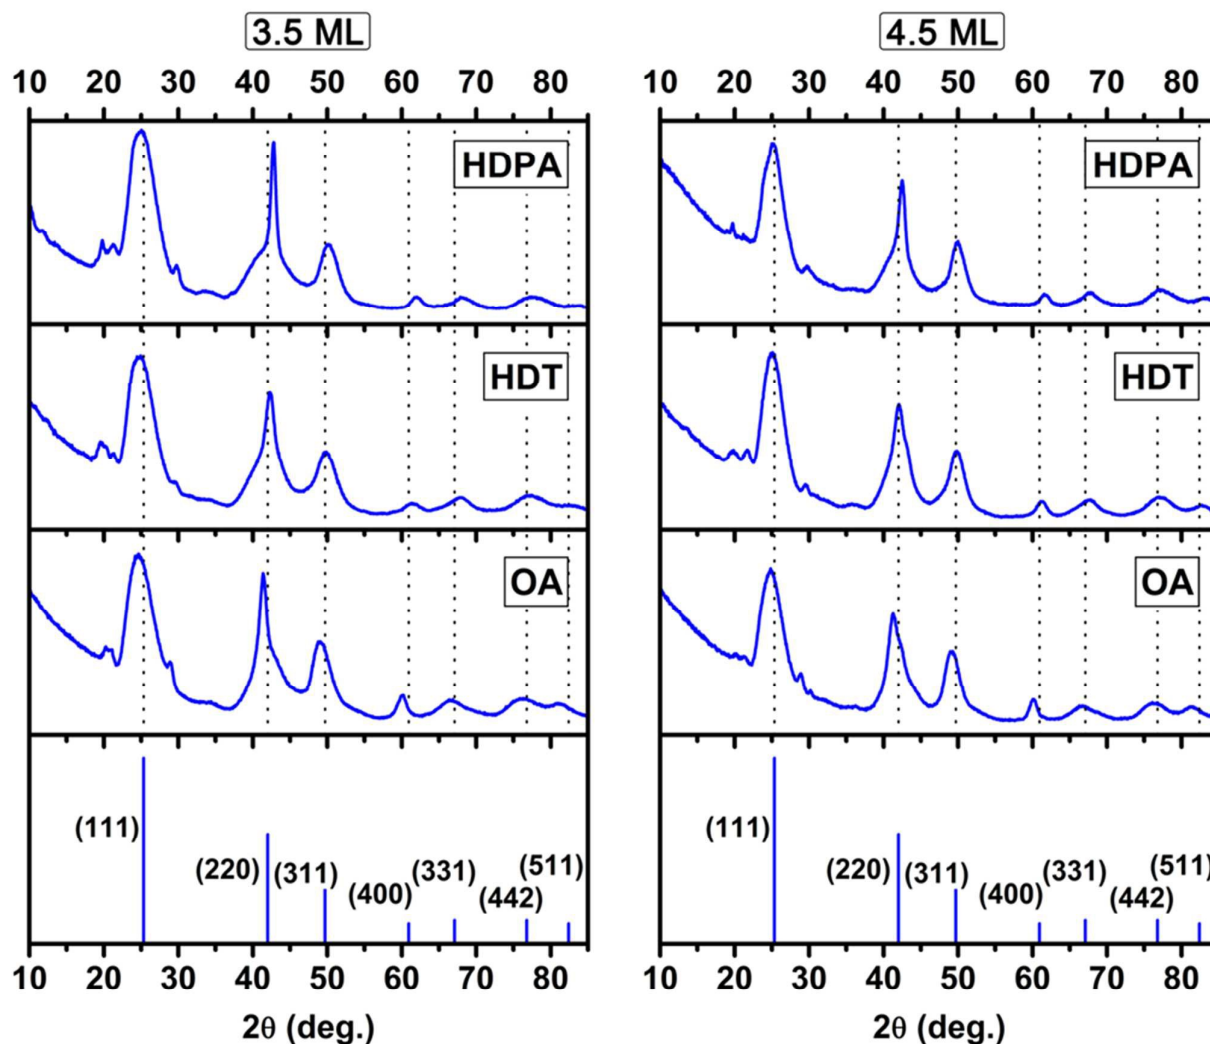 3.5 ML 4.5 ML
10 20 30 40 50 60 70 80 10 20 30 40 50 60 70 80
HDPA HDPA
HDT HDT
OA OA
(111) (220) (311) (400) (331) (442) (511) (111) (220) (311) (400) (331) (442) (511)
10 20 30 40 50 60 70 80 10 20 30 40 50 60 70 80
2θ (deg.) 2θ (deg.)